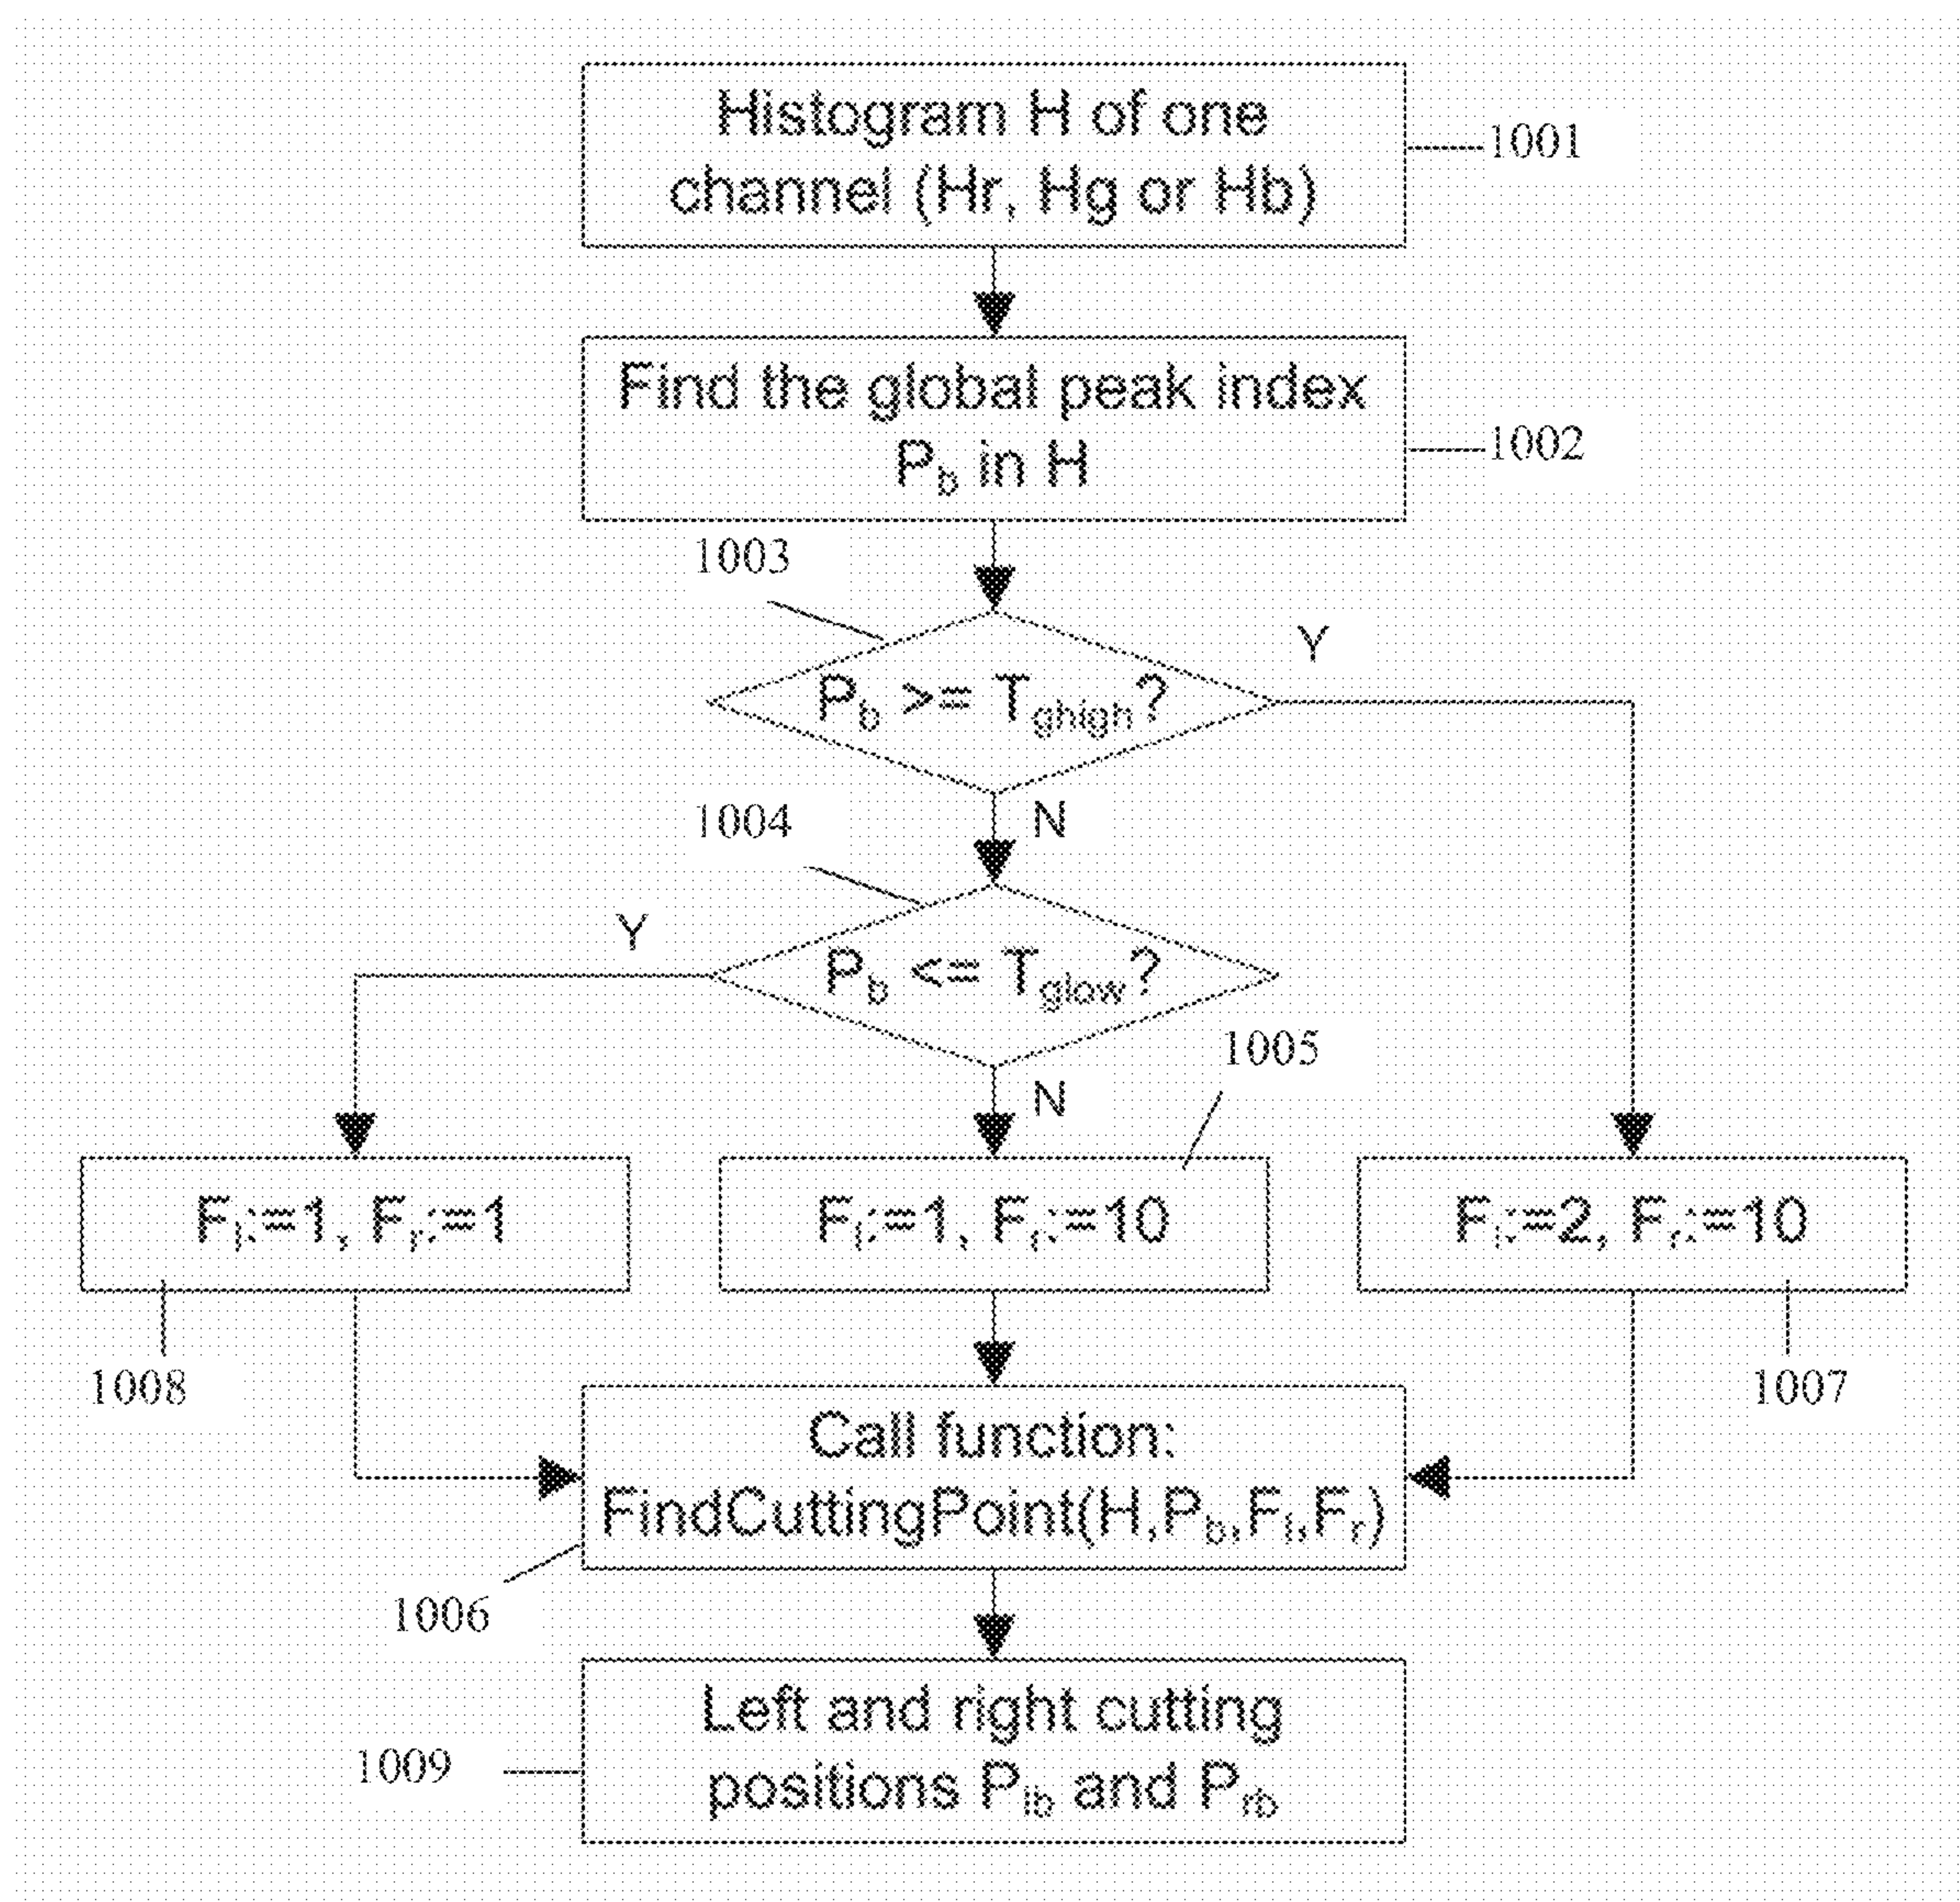 Histogram H of one
channel (Hr, Hg or Hb)
1001
Find the global peak index
P_b in H
1002
1003
P_b >= T_ghigh?
Y
N
1004
P_b <= T_glow?
Y
N
1005
F_l:=1, F_r:=1
F_l:=1, F_r:=10
F_l:=2, F_r:=10
1008
1007
Call function:
FindCuttingPoint(H,P_b,F_l,F_r)
1006
Left and right cutting
positions P_lb and P_rb
1009